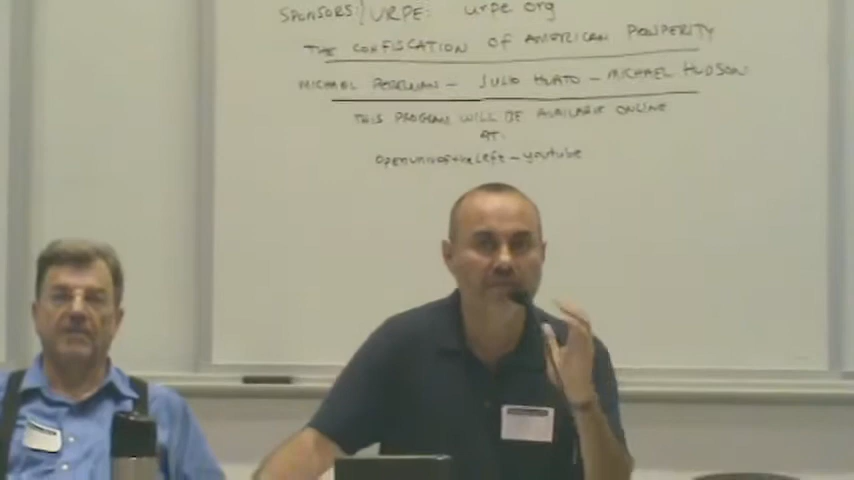 SPONSORS: URPE: urpe org
THE CONFISCATION OF AMERICAN PROSPERITY
MICHAEL PERELMAN - JULIO HUATO - MICHAEL HUDSON
THIS PROGRAM WILL BE AVAILABLE ONLINE
AT:
openunivoftheleft - youtube